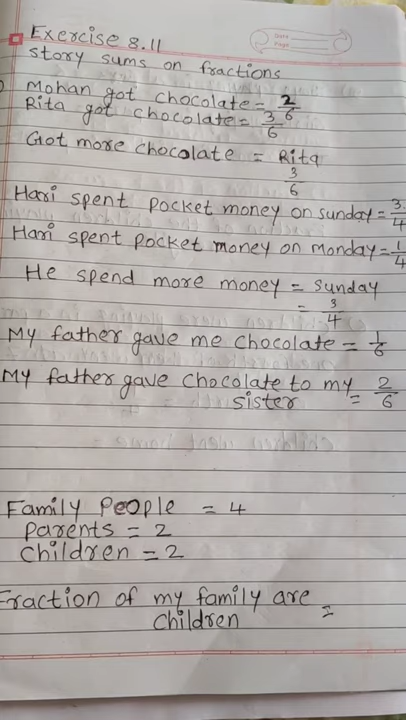 Exercise 8.11
Date
Page
story sums on fractions
Mohan got chocolate = 2/6
Rita got chocolate = 3/6
Got more chocolate = Rita
3/6
Hari spent pocket money on sunday = 3/4
Hari spent pocket money on monday = 1/4
He spend more money = sunday
= 3/4
My father gave me chocolate = 1/6
My father gave chocolate to my sister = 2/6
Family People = 4
parents = 2
children = 2
Fraction of my family are
children =